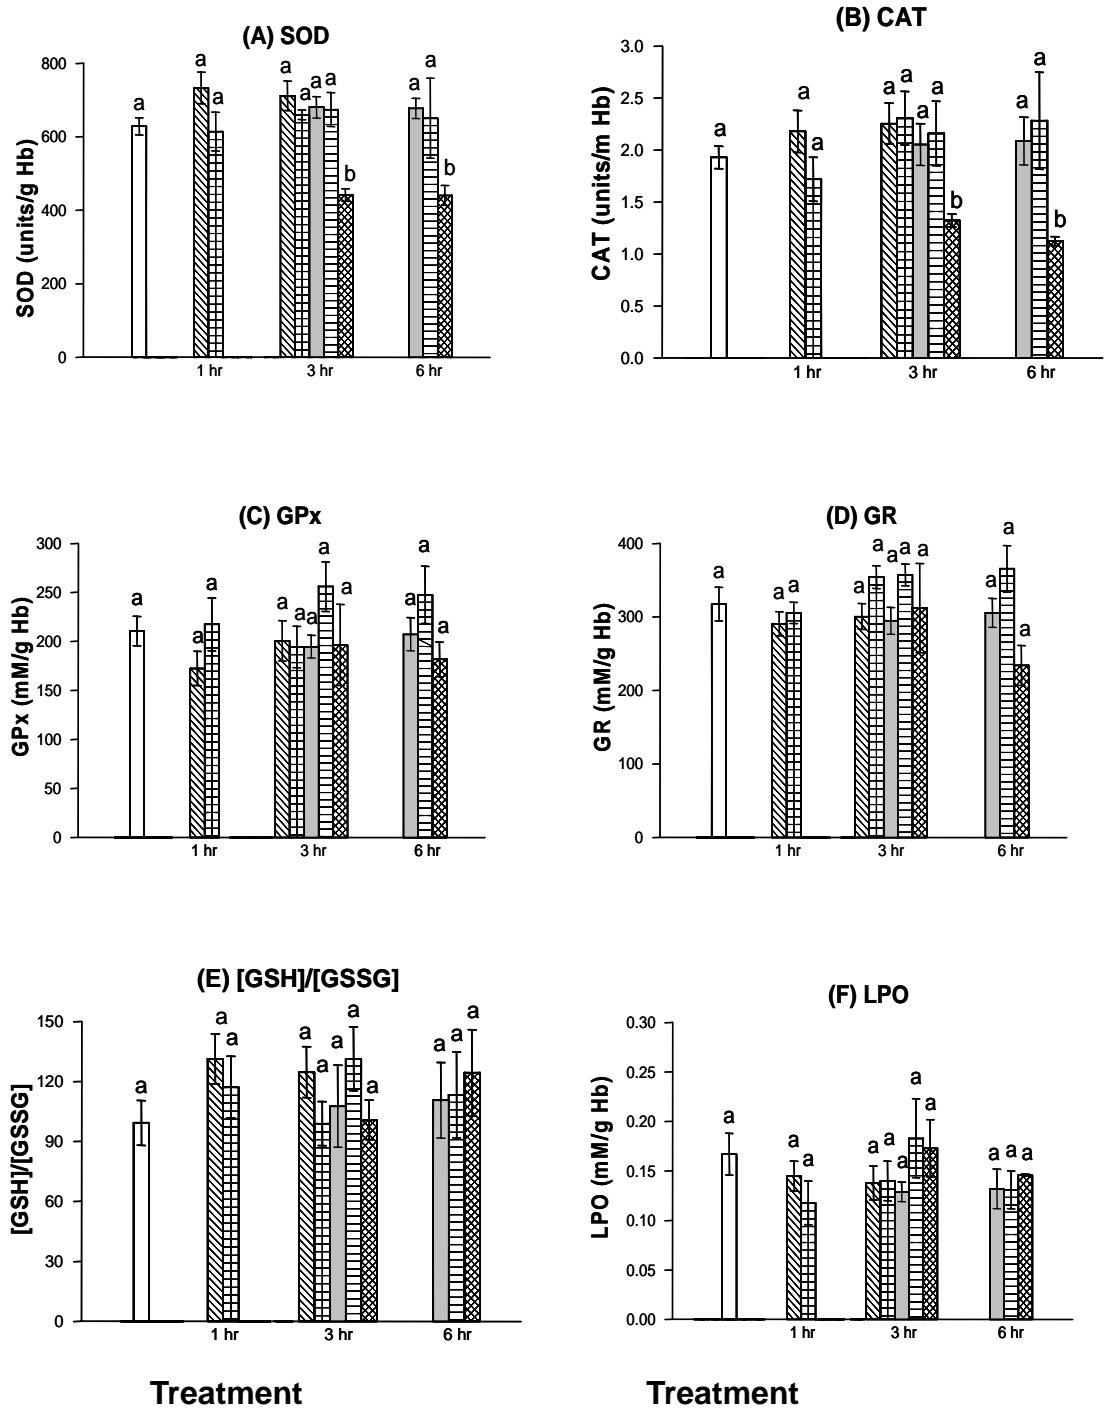 (A) SOD
SOD (units/g Hb)
800
600
400
200
0
a
a
a
a
a
a
a
b
a
a
b
1 hr
3 hr
6 hr
(B) CAT
CAT (units/m Hb)
3.0
2.5
2.0
1.5
1.0
0.5
0.0
a
a
a
a
a
a
a
b
a
a
b
1 hr
3 hr
6 hr
(C) GPx
GPx (mM/g Hb)
300
250
200
150
100
50
0
a
a
a
a
a
a
a
a
a
a
a
1 hr
3 hr
6 hr
(D) GR
GR (mM/g Hb)
400
300
200
100
0
a
a
a
a
a
a
a
a
a
a
a
1 hr
3 hr
6 hr
(E) [GSH]/[GSSG]
[GSH]/[GSSG]
150
120
90
60
30
0
a
a
a
a
a
a
a
a
a
a
a
1 hr
3 hr
6 hr
(F) LPO
LPO (mM/g Hb)
0.30
0.25
0.20
0.15
0.10
0.05
0.00
a
a
a
a
a
a
a
a
a
a
a
1 hr
3 hr
6 hr
Treatment
Treatment